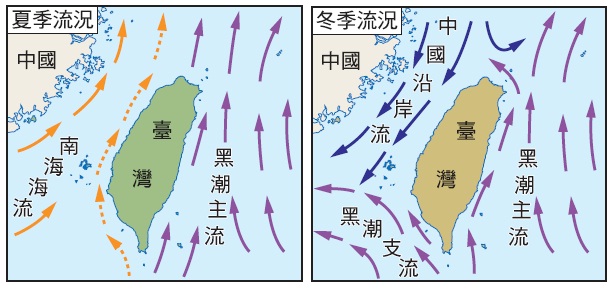 夏季流況
中國
南海海流
臺灣
黑潮主流
冬季流況
中國
中國沿岸流
臺灣
黑潮主流
黑潮支流